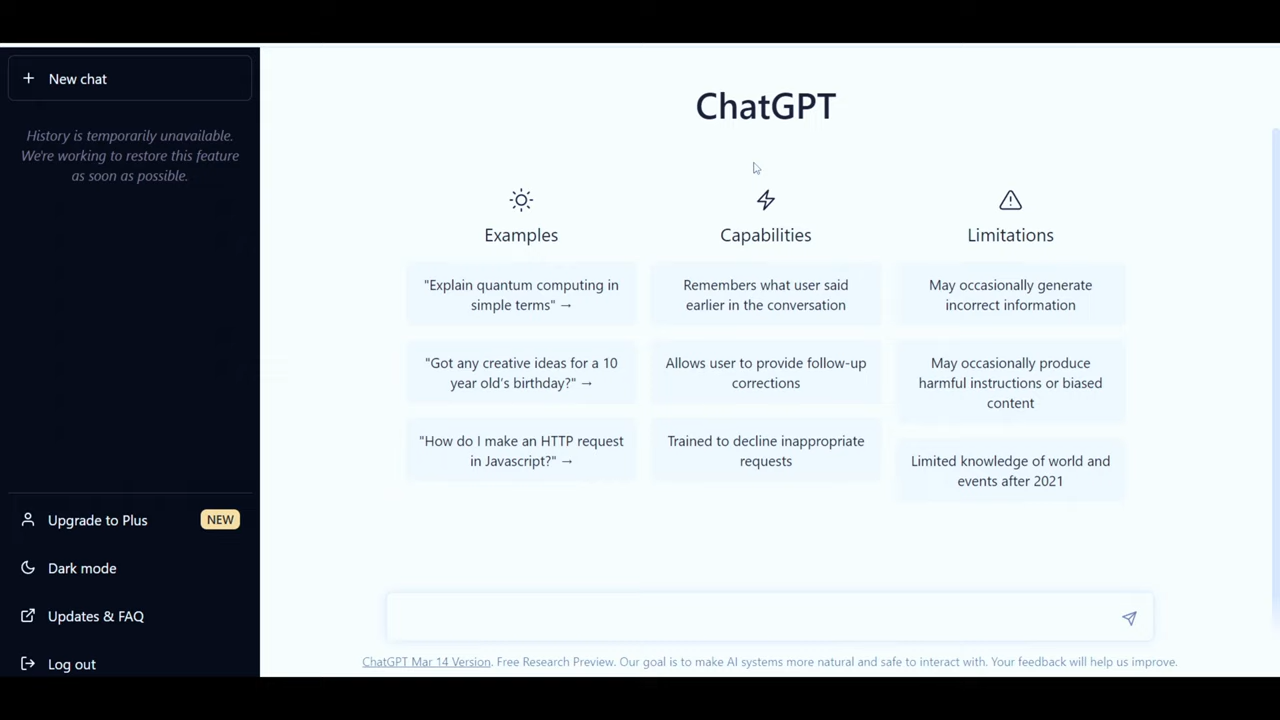 New chat
History is temporarily unavailable.
We're working to restore this feature
as soon as possible.
Upgrade to Plus
NEW
Dark mode
Updates & FAQ
Log out
ChatGPT
Examples
"Explain quantum computing in
simple terms" →
"Got any creative ideas for a 10
year old's birthday?" →
"How do I make an HTTP request
in Javascript?" →
Capabilities
Remembers what user said
earlier in the conversation
Allows user to provide follow-up
corrections
Trained to decline inappropriate
requests
Limitations
May occasionally generate
incorrect information
May occasionally produce
harmful instructions or biased
content
Limited knowledge of world and
events after 2021
ChatGPT Mar 14 Version. Free Research Preview. Our goal is to make AI systems more natural and safe to interact with. Your feedback will help us improve.